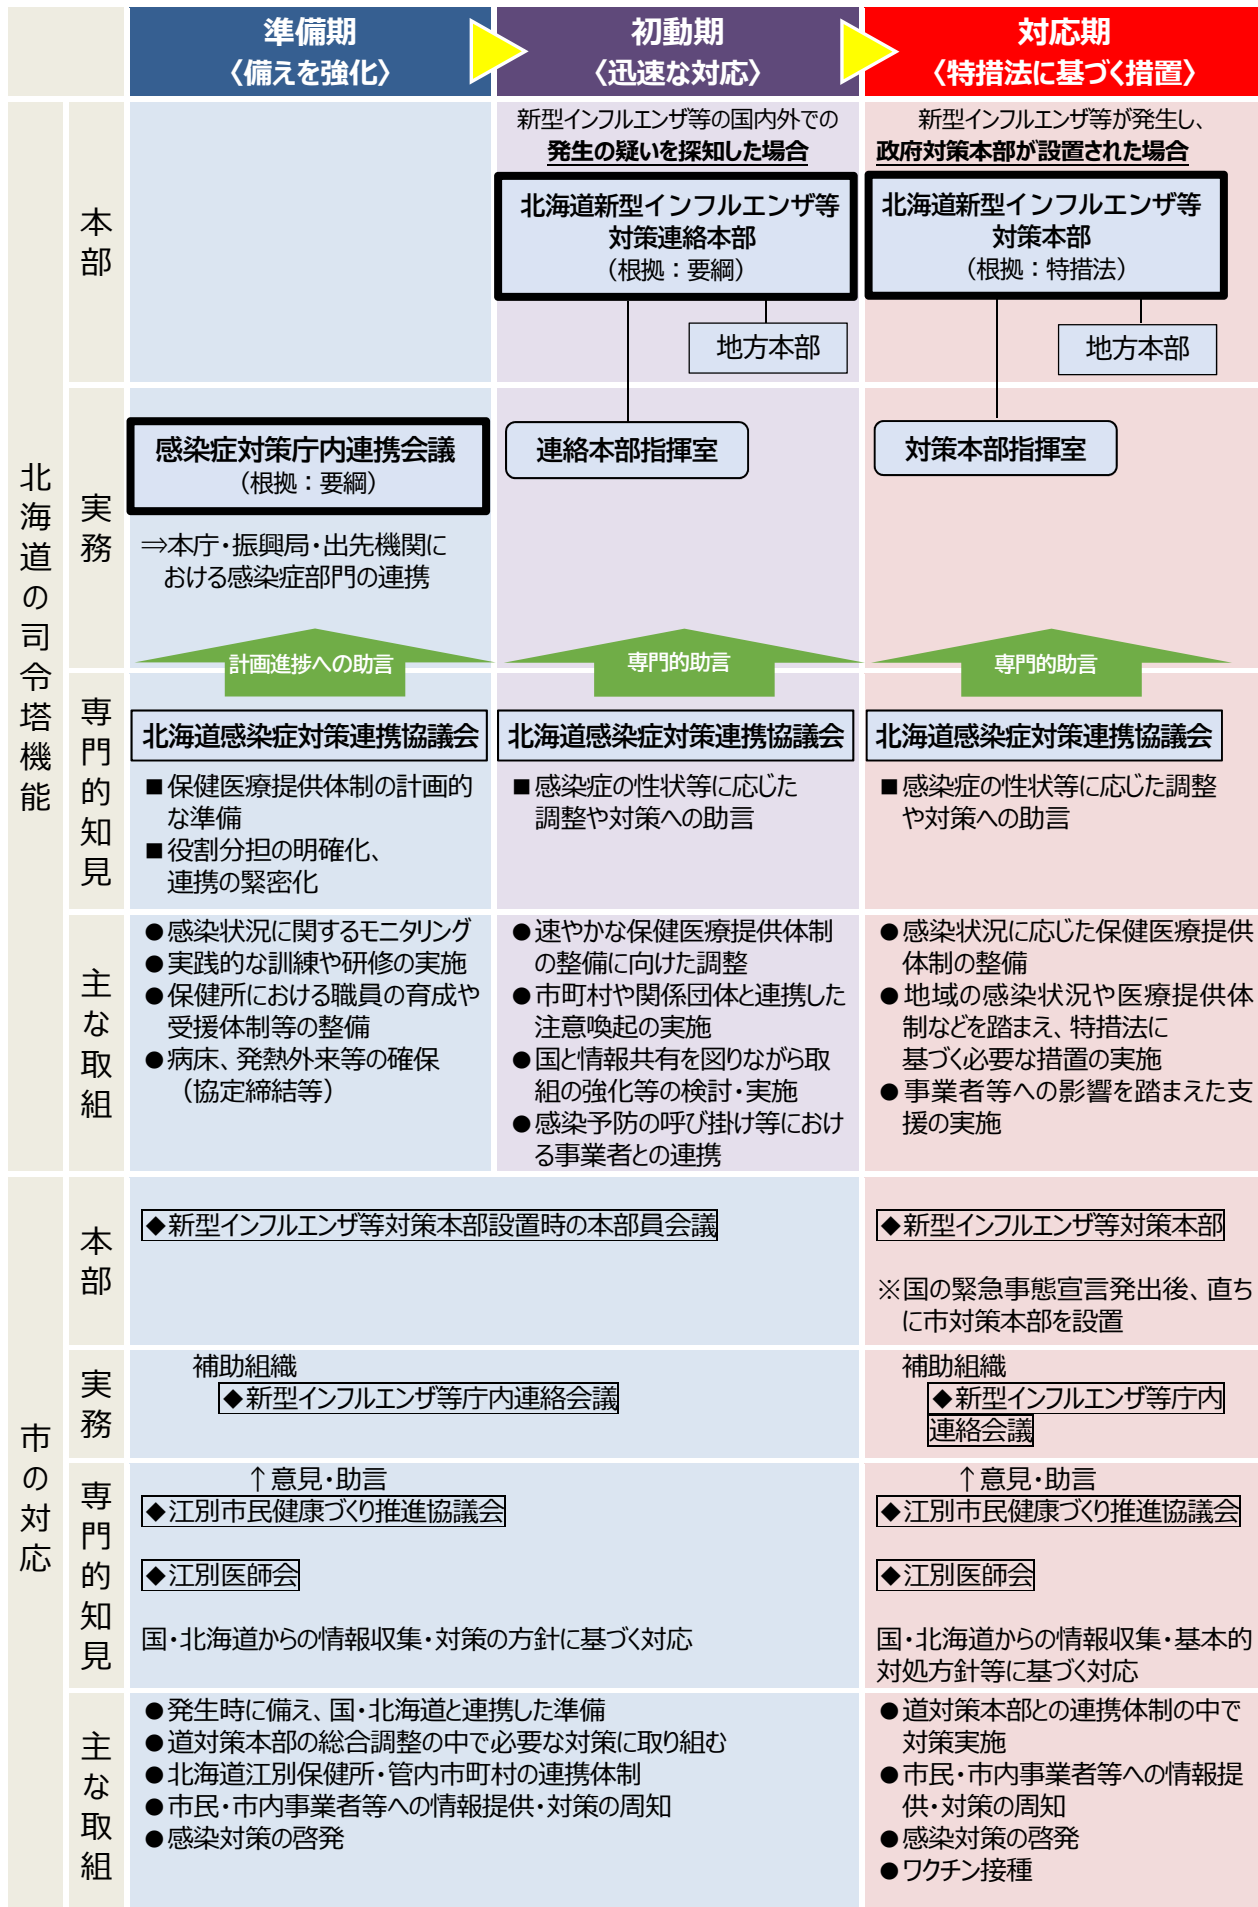 準備期
〈備えを強化〉
初動期
〈迅速な対応〉
対応期
〈特措法に基づく措置〉
北海道の司令塔機能
本部
新型インフルエンザ等の国内外での
発生の疑いを探知した場合
北海道新型インフルエンザ等
対策連絡本部
（根拠：要綱）
地方本部
新型インフルエンザ等が発生し、
政府対策本部が設置された場合
北海道新型インフルエンザ等
対策本部
（根拠：特措法）
地方本部
実務
感染症対策庁内連携会議
（根拠：要綱）
⇒本庁・振興局・出先機関に
おける感染症部門の連携
連絡本部指揮室
対策本部指揮室
計画進捗への助言
専門的助言
専門的助言
専門的知見
北海道感染症対策連携協議会
■保健医療提供体制の計画的
な準備
■役割分担の明確化、
連携の緊密化
北海道感染症対策連携協議会
■感染症の性状等に応じた
調整や対策への助言
北海道感染症対策連携協議会
■感染症の性状等に応じた調整
や対策への助言
主な取組
●感染状況に関するモニタリング
●実践的な訓練や研修の実施
●保健所における職員の育成や
受援体制等の整備
●病床、発熱外来等の確保
（協定締結等）
●速やかな保健医療提供体制
の整備に向けた調整
●市町村や関係団体と連携した
注意喚起の実施
●国と情報共有を図りながら取
組の強化等の検討・実施
●感染予防の呼び掛け等におけ
る事業者との連携
●感染状況に応じた保健医療提供
体制の整備
●地域の感染状況や医療提供体
制などを踏まえ、特措法に
基づく必要な措置の実施
●事業者等への影響を踏まえた支
援の実施
市の対応
本部
◆新型インフルエンザ等対策本部設置時の本部員会議
◆新型インフルエンザ等対策本部
※国の緊急事態宣言発出後、直ち
に市対策本部を設置
実務
補助組織
◆新型インフルエンザ等庁内連絡会議
補助組織
◆新型インフルエンザ等庁内
連絡会議
専門的知見
↑意見・助言
◆江別市民健康づくり推進協議会
◆江別医師会
国・北海道からの情報収集・対策の方針に基づく対応
↑意見・助言
◆江別市民健康づくり推進協議会
◆江別医師会
国・北海道からの情報収集・基本的
対処方針等に基づく対応
主な取組
●発生時に備え、国・北海道と連携した準備
●道対策本部の総合調整の中で必要な対策に取り組む
●北海道江別保健所・管内市町村の連携体制
●市民・市内事業者等への情報提供・対策の周知
●感染対策の啓発
●道対策本部との連携体制の中で
対策実施
●市民・市内事業者等への情報提
供・対策の周知
●感染対策の啓発
●ワクチン接種